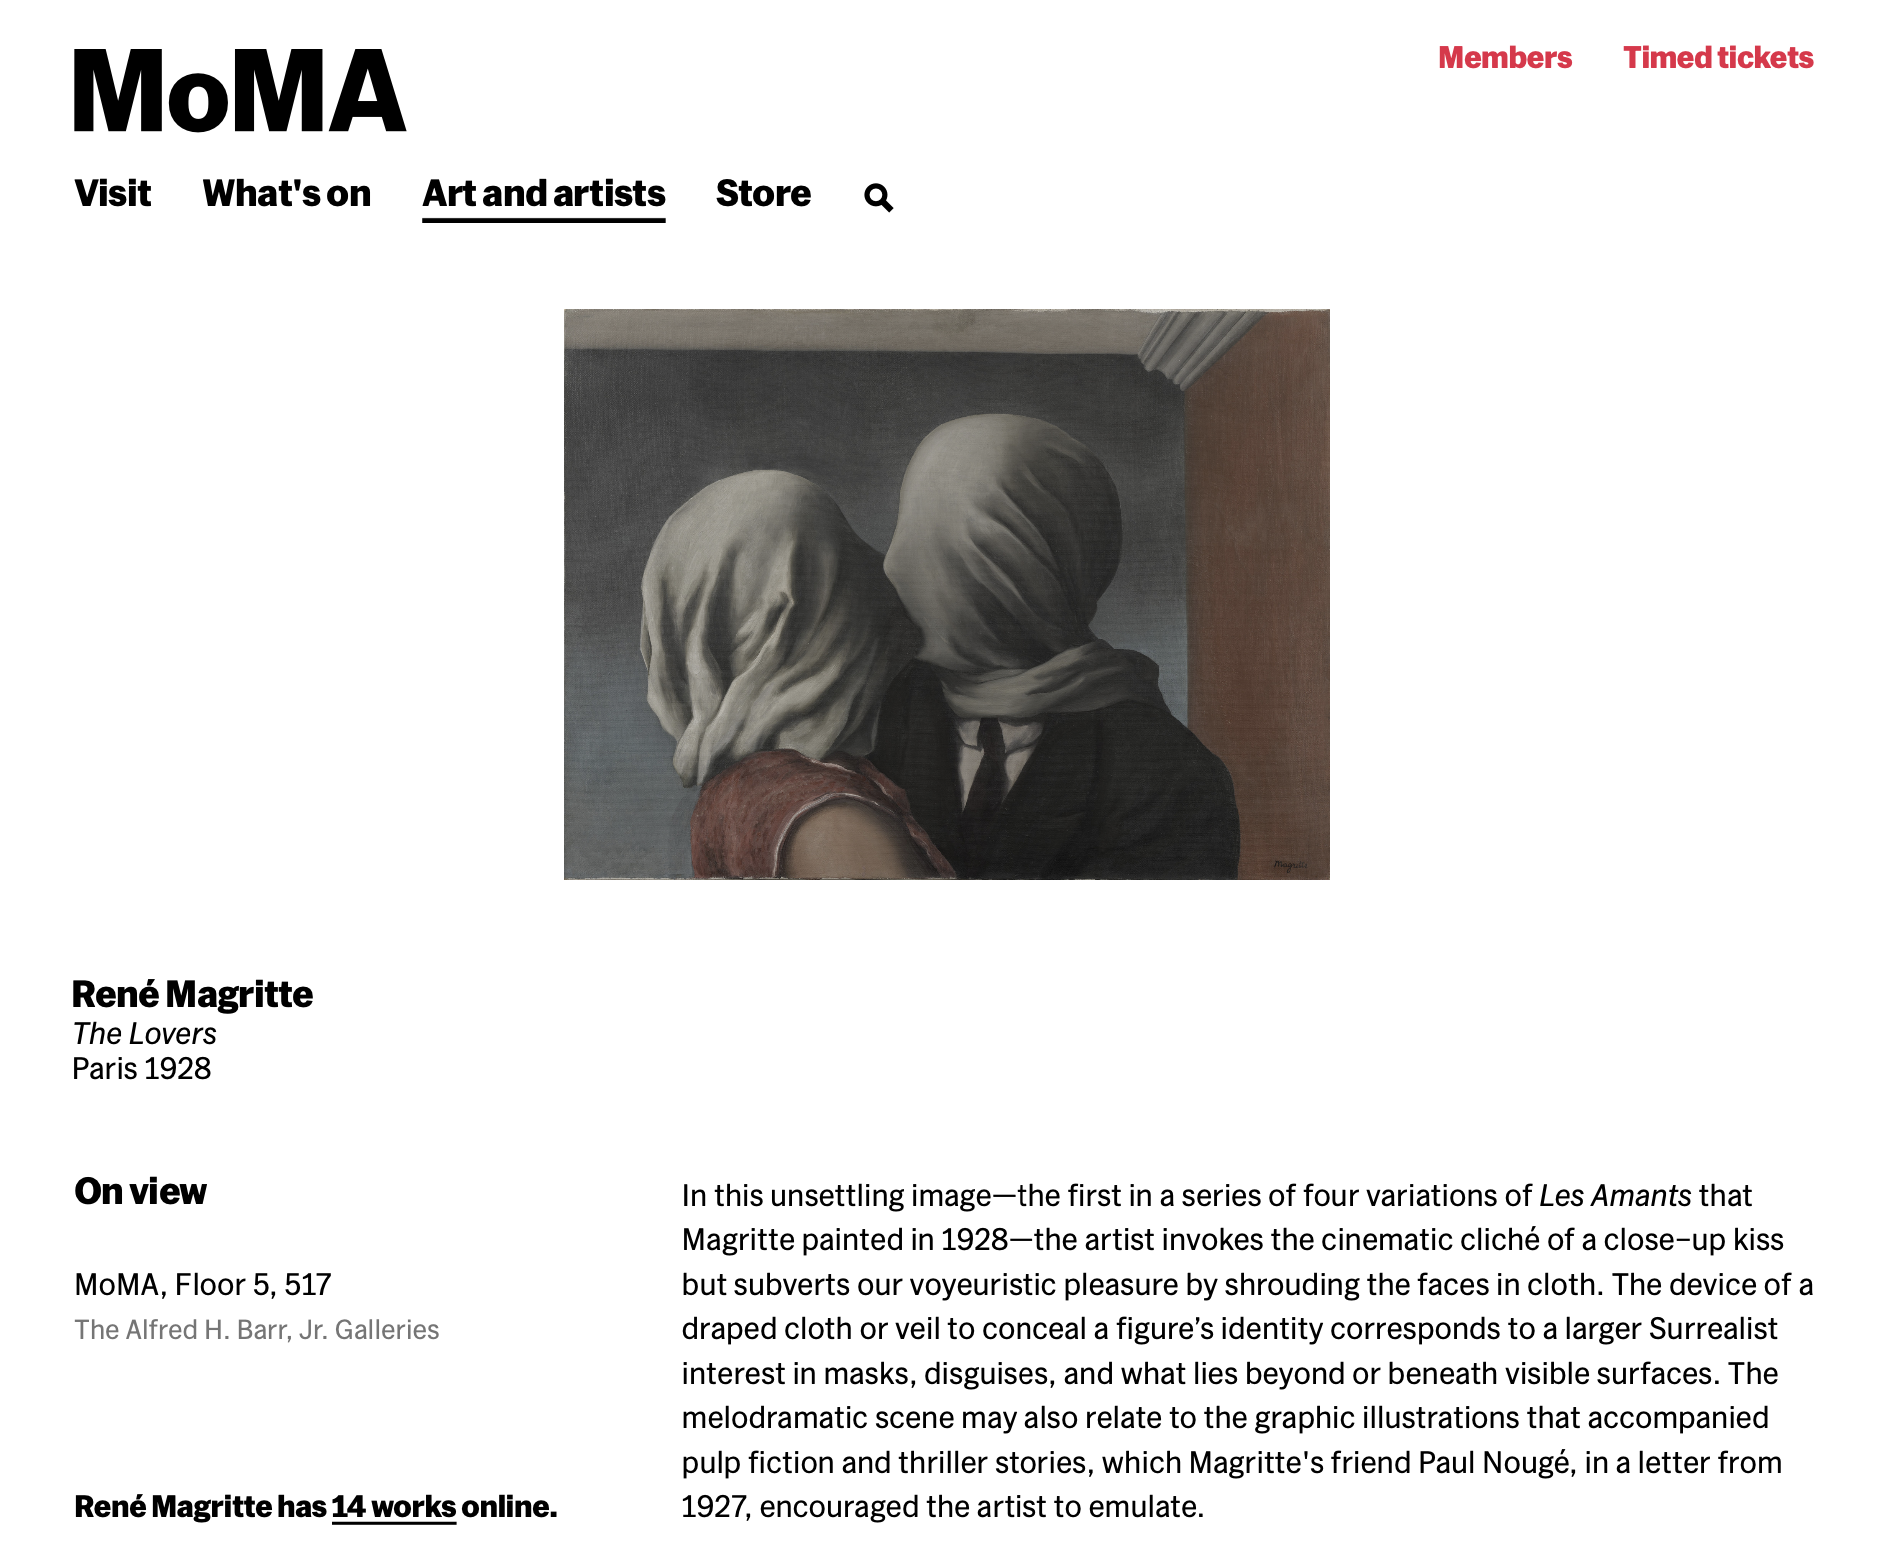 MoMA
Members
Timed tickets
Visit
What's on
Art and artists
Store
Magritte
René Magritte
The Lovers
Paris 1928
On view
MoMA, Floor 5, 517
The Alfred H. Barr, Jr. Galleries
René Magritte has 14 works online.
In this unsettling image—the first in a series of four variations of Les Amants that
Magritte painted in 1928—the artist invokes the cinematic cliché of a close-up kiss
but subverts our voyeuristic pleasure by shrouding the faces in cloth. The device of a
draped cloth or veil to conceal a figure’s identity corresponds to a larger Surrealist
interest in masks, disguises, and what lies beyond or beneath visible surfaces. The
melodramatic scene may also relate to the graphic illustrations that accompanied
pulp fiction and thriller stories, which Magritte's friend Paul Nougé, in a letter from
1927, encouraged the artist to emulate.